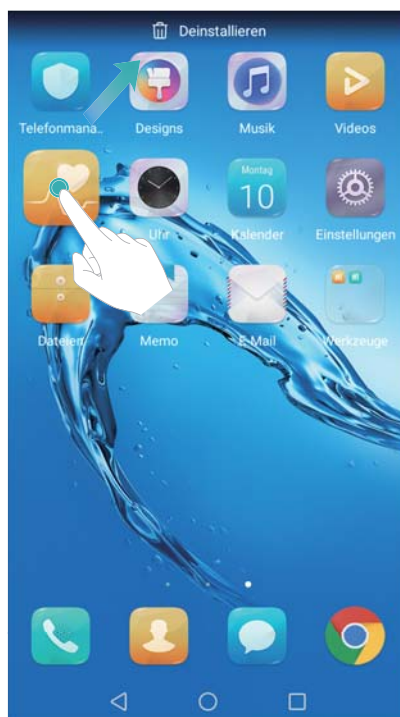 Deinstallieren
Telefonmana..
Designs
Musik
Videos
Uhr
Montag
10
Kalender
Einstellungen
Dateien
Memo
E-Mail
Werkzeuge